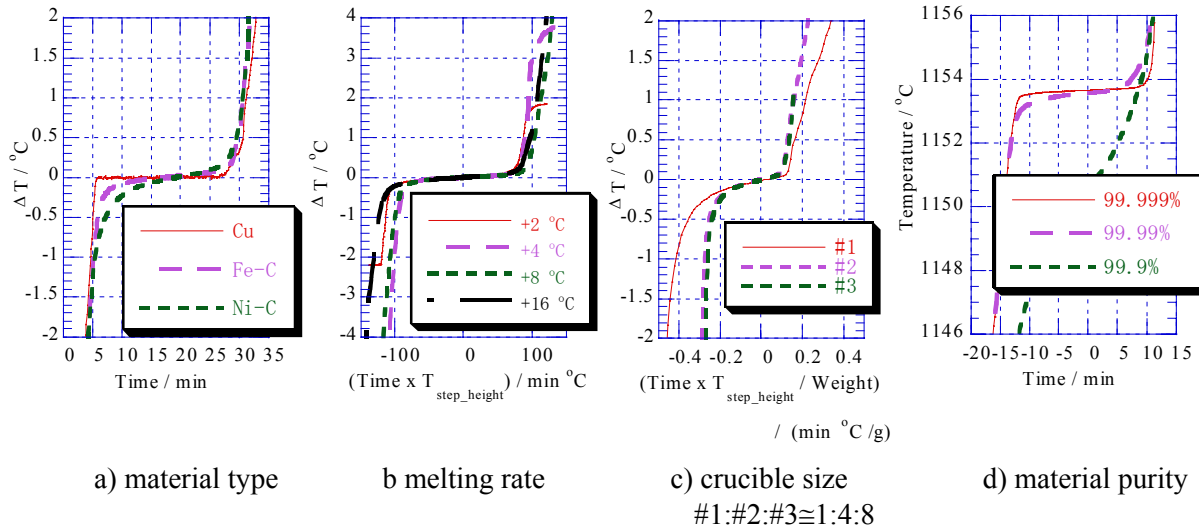 2
1.5
1
0.5
0
-0.5
-1
-1.5
-2
Δ T / °C
0 5 10 15 20 25 30 35
Time / min
Cu
Fe-C
Ni-C
a) material type
4
3
2
1
0
-1
-2
-3
-4
Δ T / °C
-100 0 100
(Time x T step_height) / min °C
+2 °C
+4 °C
+8 °C
+16 °C
b melting rate
2
1.5
1
0.5
0
-0.5
-1
-1.5
-2
Δ T / °C
-0.4 -0.2 0 0.2 0.4
(Time x T step_height / Weight)
/ (min °C /g)
#1
#2
#3
c) crucible size
#1:#2:#3≅1:4:8
1156
1154
1152
1150
1148
1146
Temperature / °C
-20 -15 -10 -5 0 5 10 15
Time / min
99.999%
99.99%
99.9%
d) material purity